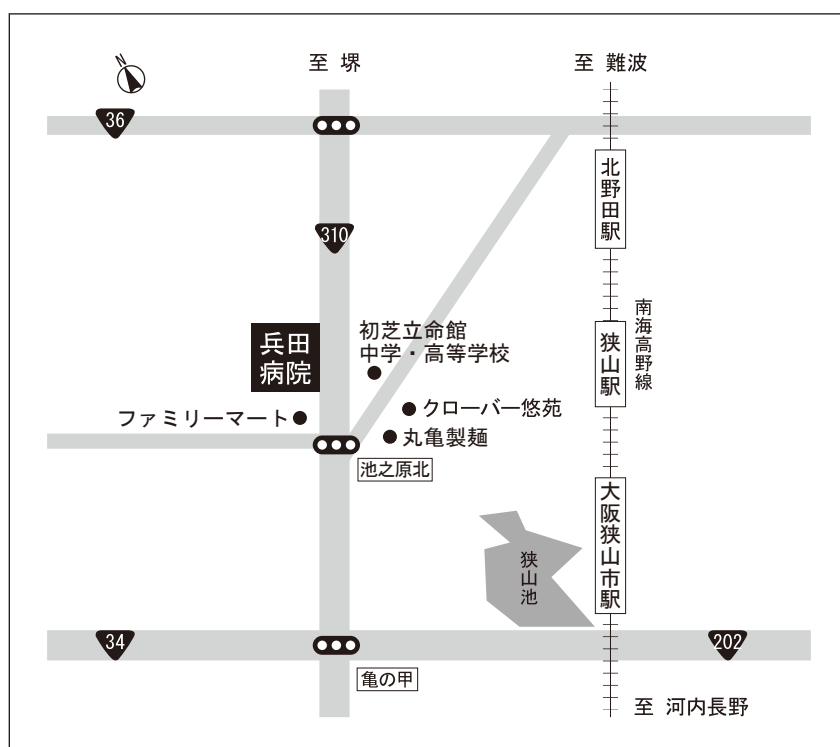 N
至 堺
至 難波
36
北野田駅
310
南海高野線
初芝立命館
中学・高等学校
兵田
病院
狭山駅
クローバー悠苑
ファミリーマート
丸亀製麺
池之原北
大阪狭山市駅
狭山池
34
202
亀の甲
至 河内長野